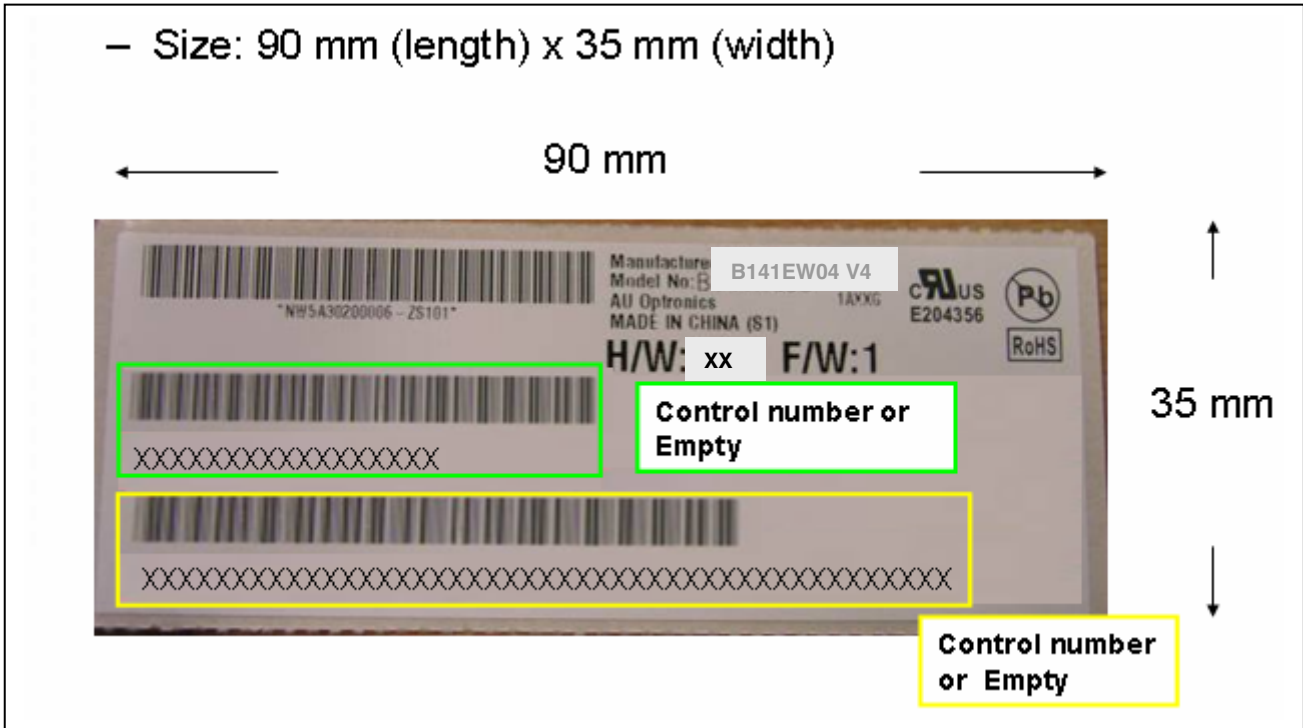 – Size: 90 mm (length) x 35 mm (width)
90 mm
Manufacture
B141EW04 V4
Model No:B
AU Optronics
1AXXG
MADE IN CHINA (S1)
H/W: XX F/W:1
cRUus
E204356
Pb
RoHS
*NW5A30200006-ZS101*
Control number or
Empty
XXXXXXXXXXXXXXXXX
35 mm
XXXXXXXXXXXXXXXXXXXXXXXXXXXXXXXXXXXXXXXXXXXXX
Control number
or Empty